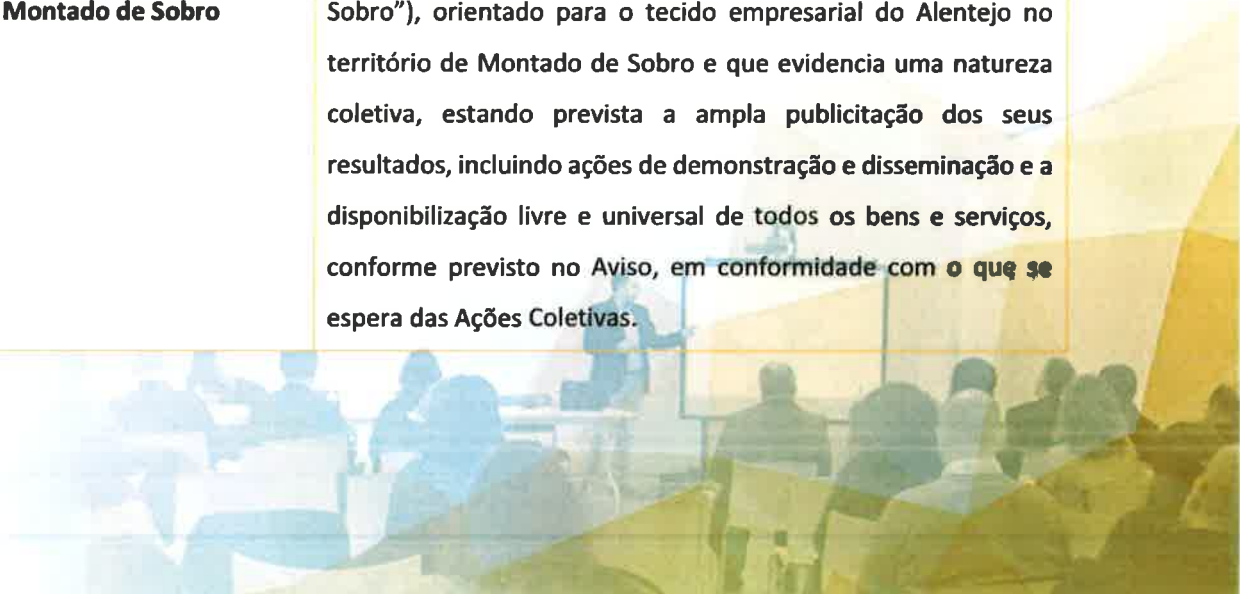 Montado de Sobro
Sobro”), orientado para o tecido empresarial do Alentejo no
território de Montado de Sobro e que evidencia uma natureza
coletiva, estando prevista a ampla publicitação dos seus
resultados, incluindo ações de demonstração e disseminação e a
disponibilização livre e universal de todos os bens e serviços,
conforme previsto no Aviso, em conformidade com o que se
espera das Ações Coletivas.